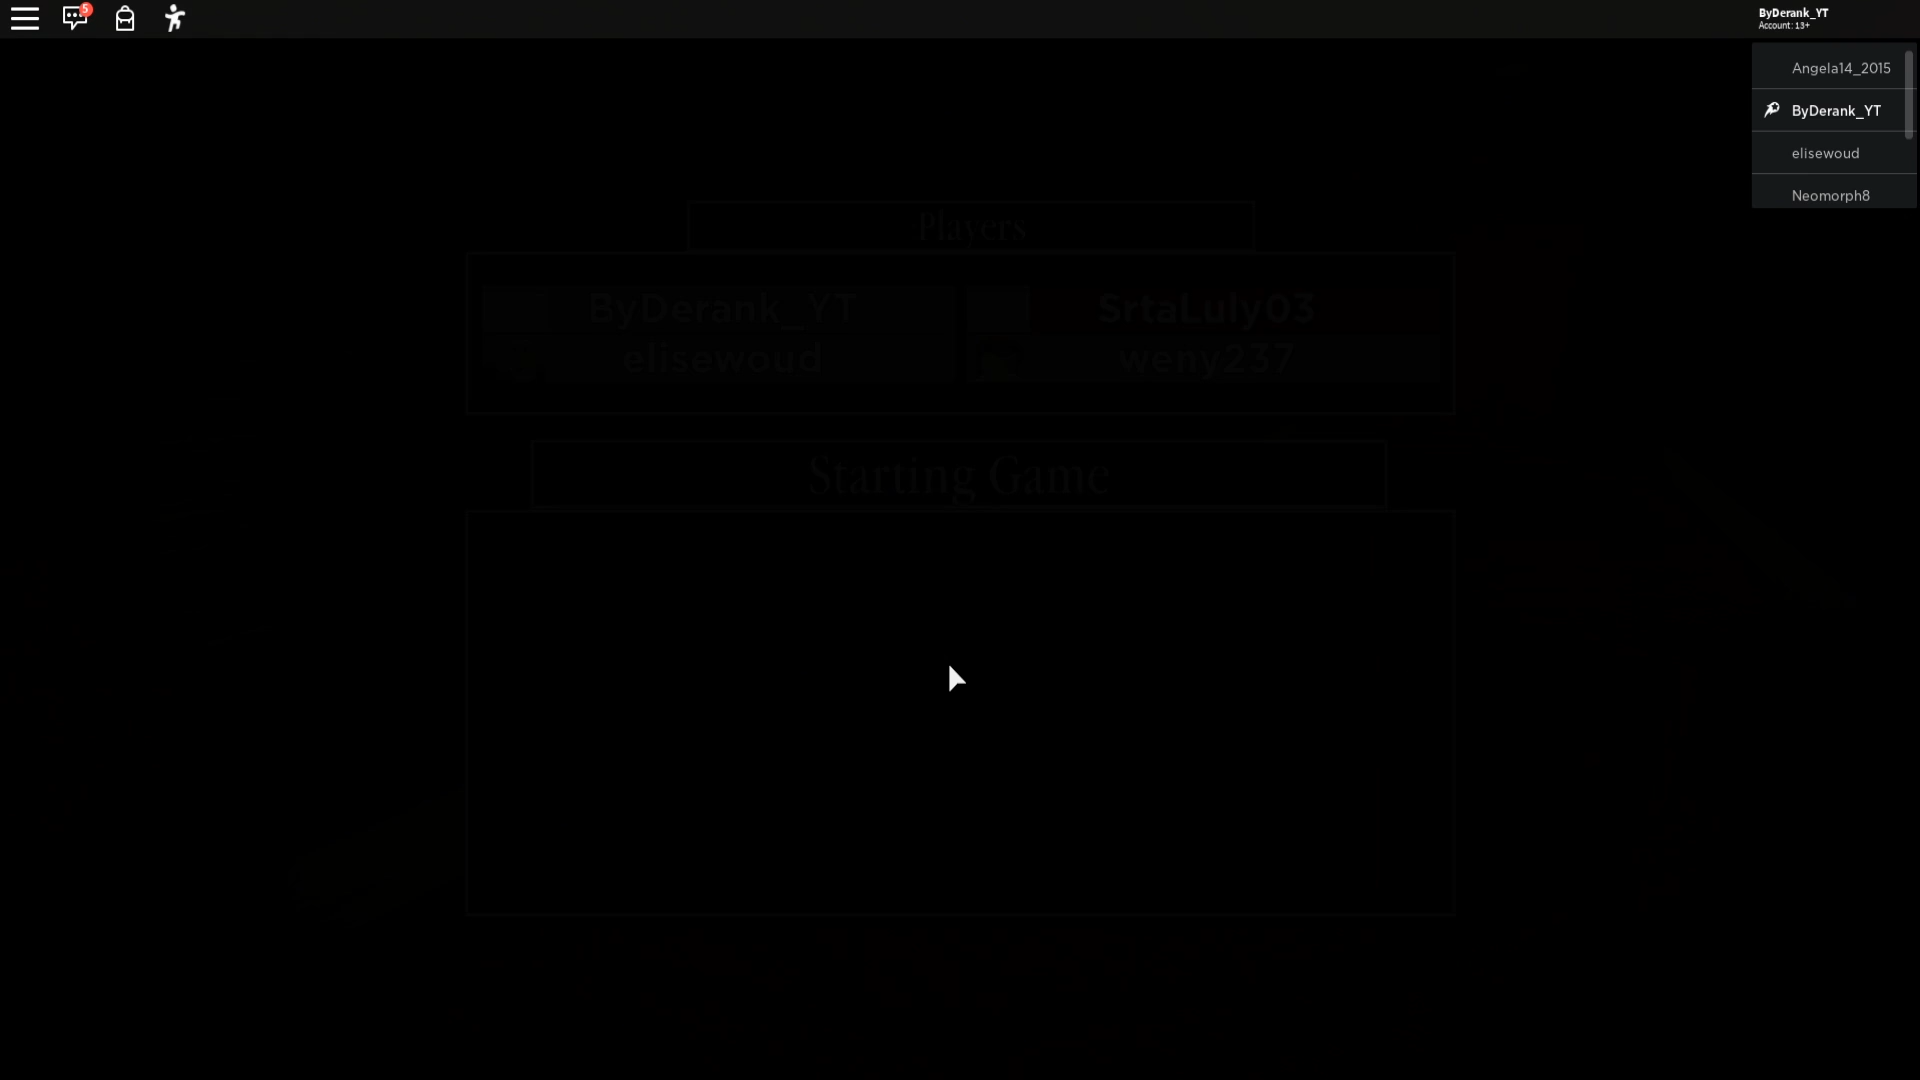 5
ByDerank_YT
Account: 13+
Angela14_2015
ByDerank_YT
elisewoud
Neomorph8
Players
ByDerank_YT
SrtaLuly03
elisewoud
weny237
Starting Game